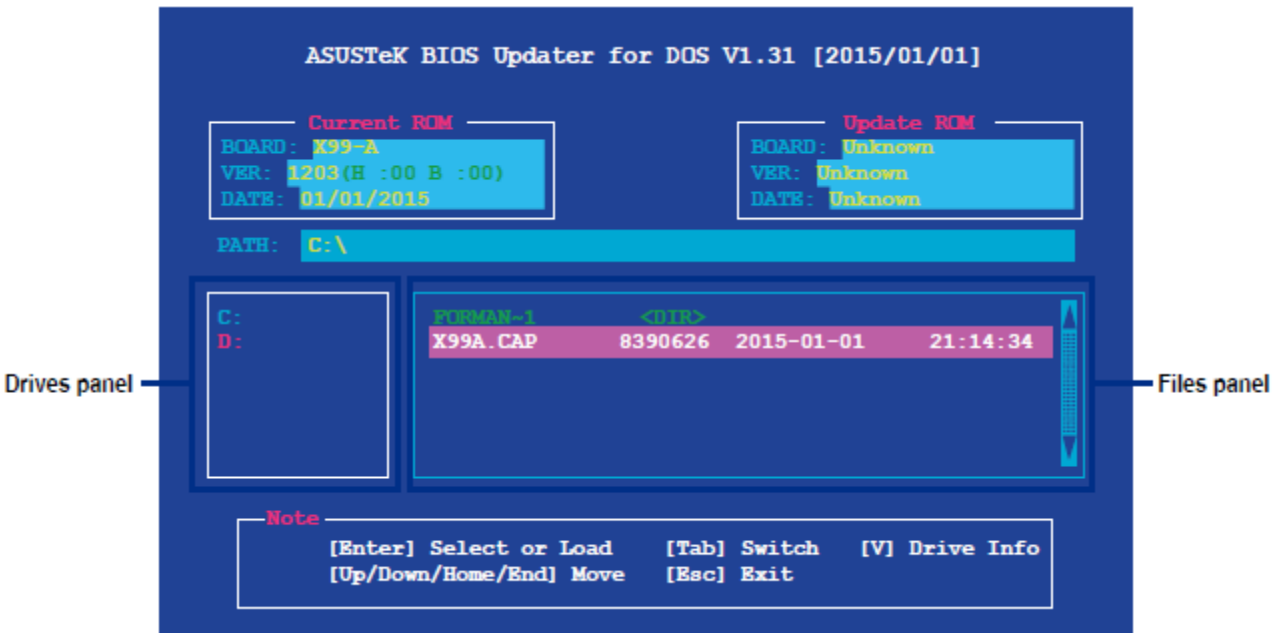 ASUSTeK BIOS Updater for DOS V1.31 [2015/01/01]
Current ROM
BOARD: X99-A
VER: 1203(H :00 B :00)
DATE: 01/01/2015
Update ROM
BOARD: Unknown
VER: Unknown
DATE: Unknown
PATH: C:\
Drives panel
C:
D:
FORMAN~1 <DIR>
X99A.CAP 8390626 2015-01-01 21:14:34
Files panel
Note
[Enter] Select or Load [Tab] Switch [V] Drive Info
[Up/Down/Home/End] Move [Esc] Exit